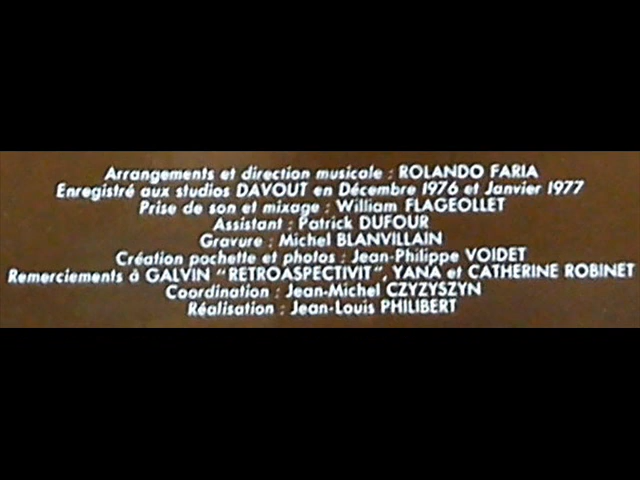 Arrangements et direction musicale : ROLANDO FARIA
Enregistré aux studios DAVOUT en Décembre 1976 et Janvier 1977
Prise de son et mixage : William FLAGEOLLET
Assistant : Patrick DUFOUR
Gravure : Michel BLANVILLAIN
Création pochette et photos : Jean-Philippe VOIDET
Remerciements à GALVIN "RETROASPECTIVIT", YANA et CATHERINE ROBINET
Coordination : Jean-Michel CZYZYSZYN
Réalisation : Jean-Louis PHILIBERT